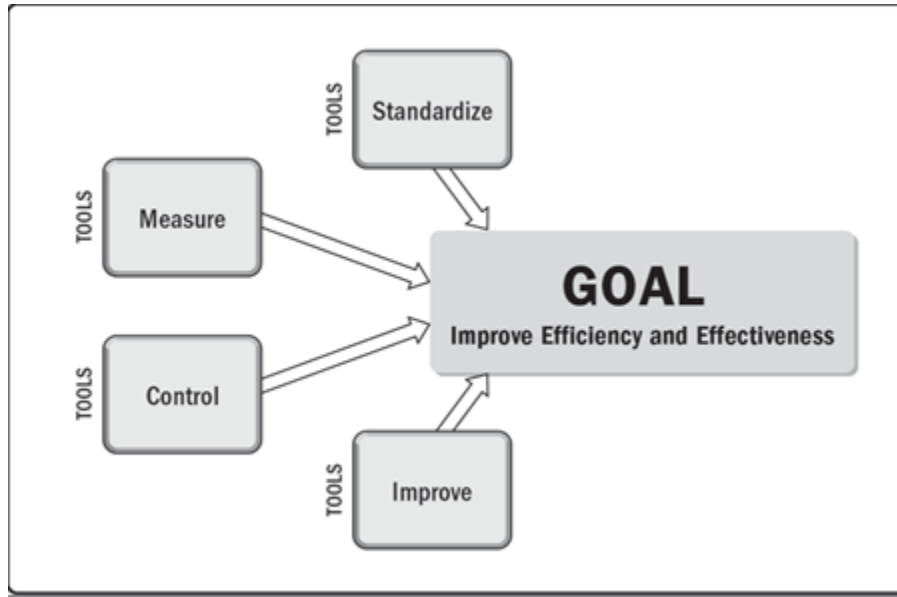 TOOLS
Standardize
TOOLS
Measure
GOAL
Improve Efficiency and Effectiveness
TOOLS
Control
TOOLS
Improve